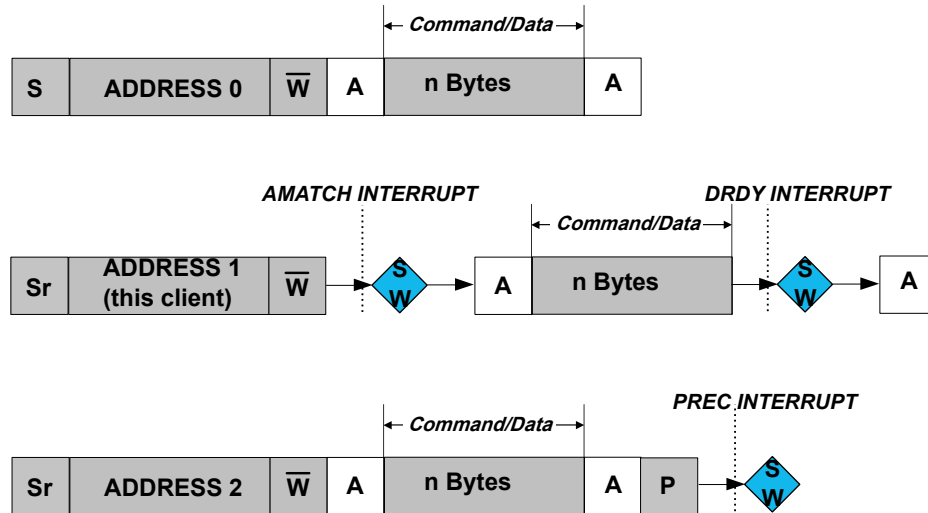 Command/Data
S ADDRESS 0 W̅ A n Bytes A
AMATCH INTERRUPT DRDY INTERRUPT
Command/Data
Sr ADDRESS 1 (this client) W̅ S W A n Bytes S W A
PREC INTERRUPT
Command/Data
Sr ADDRESS 2 W̅ A n Bytes A P S W